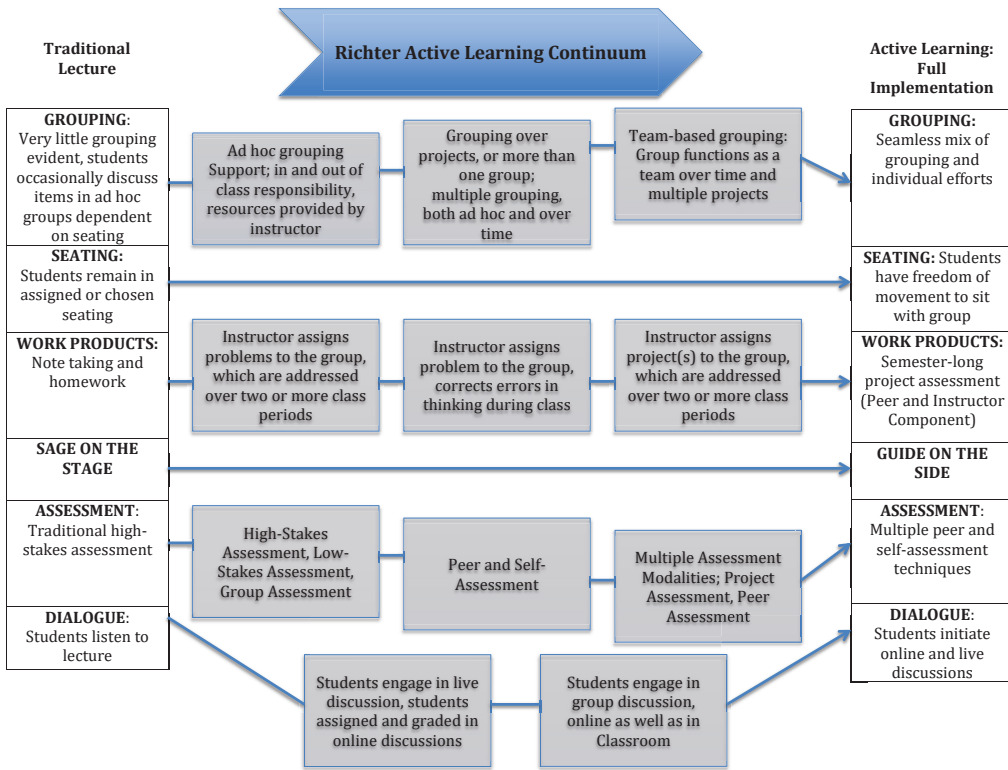 Traditional
Lecture
Richter Active Learning Continuum
Active Learning:
Full
Implementation
GROUPING:
Very little grouping
evident, students
occasionally discuss
items in ad hoc
groups dependent
on seating
Ad hoc grouping
Support; in and out of
class responsibility,
resources provided by
instructor
Grouping over
projects, or more than
one group;
multiple grouping,
both ad hoc and over
time
Team-based grouping:
Group functions as a
team over time and
multiple projects
GROUPING:
Seamless mix of
grouping and
individual efforts
SEATING:
Students remain in
assigned or chosen
seating
SEATING: Students
have freedom of
movement to sit
with group
WORK PRODUCTS:
Note taking and
homework
Instructor assigns
problems to the group,
which are addressed
over two or more class
periods
Instructor assigns
problem to the group,
corrects errors in
thinking during class
Instructor assigns
project(s) to the group,
which are addressed
over two or more class
periods
WORK PRODUCTS:
Semester-long
project assessment
(Peer and Instructor
Component)
SAGE ON THE
STAGE
GUIDE ON THE
SIDE
ASSESSMENT:
Traditional high-
stakes assessment
High-Stakes
Assessment, Low-
Stakes Assessment,
Group Assessment
Peer and Self-
Assessment
Multiple Assessment
Modalities; Project
Assessment, Peer
Assessment
ASSESSMENT:
Multiple peer and
self-assessment
techniques
DIALOGUE:
Students listen to
lecture
Students engage in live
discussion, students
assigned and graded in
online discussions
Students engage in
group discussion,
online as well as in
Classroom
DIALOGUE:
Students initiate
online and live
discussions